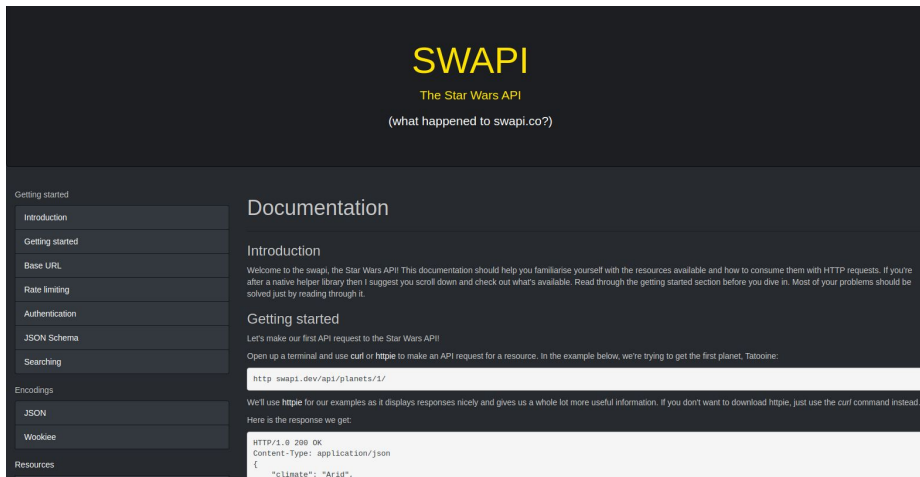 SWAPI
The Star Wars API
(what happened to swapi.co?)
Getting started
Introduction
Getting started
Base URL
Rate limiting
Authentication
JSON Schema
Searching
Encodings
JSON
Wookiee
Resources
Documentation
Introduction
Welcome to the swapi, the Star Wars API! This documentation should help you familiarise yourself with the resources available and how to consume them with HTTP requests. If you're
after a native helper library then I suggest you scroll down and check out what's available. Read through the getting started section before you dive in. Most of your problems should be
solved just by reading through it.
Getting started
Let's make our first API request to the Star Wars API!
Open up a terminal and use curl or httpie to make an API request for a resource. In the example below, we're trying to get the first planet, Tatooine:
http swapi.dev/api/planets/1/
We'll use httpie for our examples as it displays responses nicely and gives us a whole lot more useful information. If you don't want to download httpie, just use the curl command instead.
Here is the response we get:
HTTP/1.0 200 OK
Content-Type: application/json
{
"climate": "Arid",